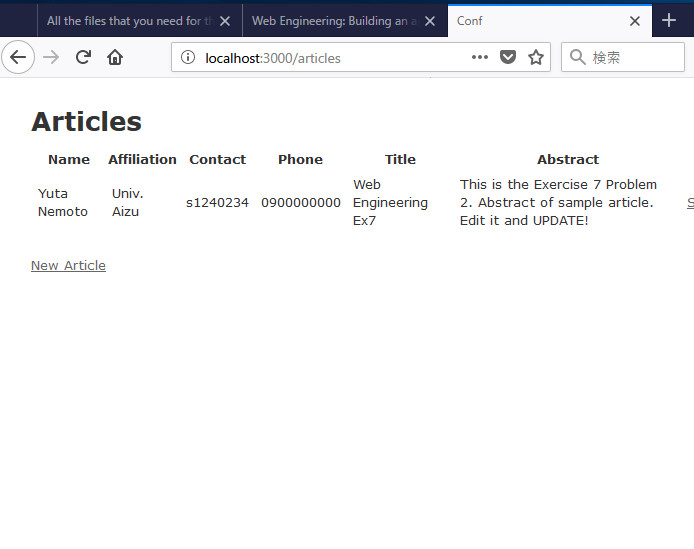 All the files that you need for th
Web Engineering: Building an a
Conf
localhost:3000/articles
検索
Articles
Name Affiliation Contact Phone Title Abstract
Yuta Nemoto
Univ. Aizu
s1240234
0900000000
Web
Engineering
Ex7
This is the Exercise 7 Problem
2. Abstract of sample article.
Edit it and UPDATE!
S
New Article